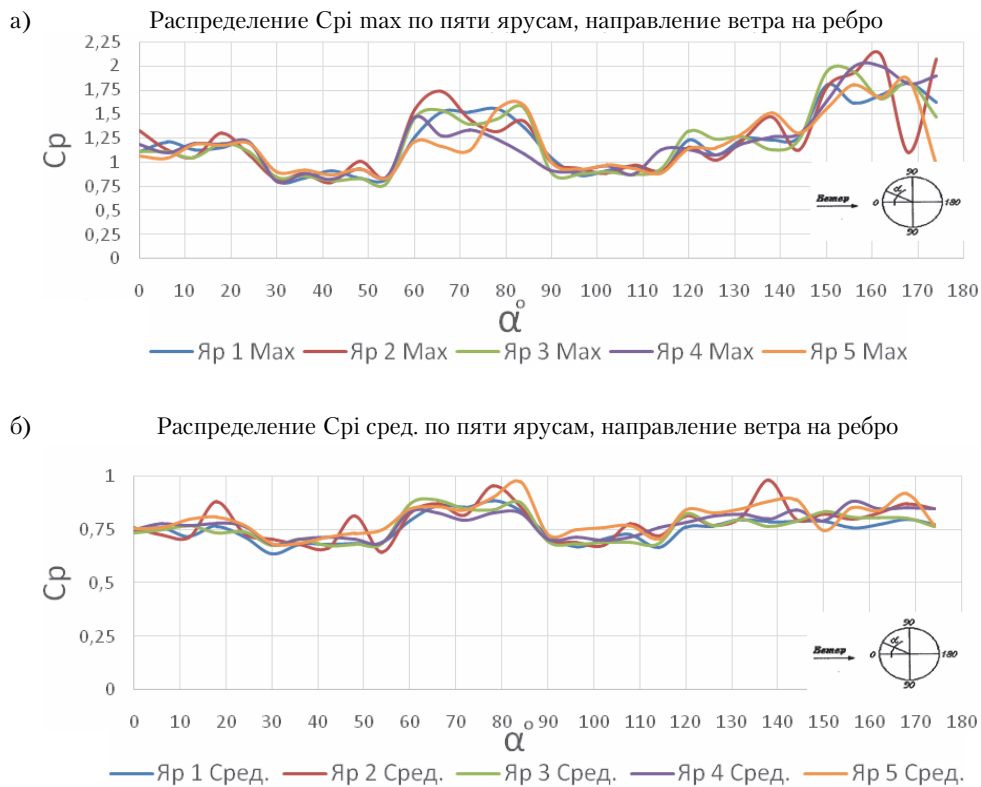 а) Распределение Cpi max по пяти ярусам, направление ветра на ребро
2,25
2
1,75
1,5
1,25
1
0,75
0,5
0,25
0
Cp
Ветер
90
α
0
180
90
0 10 20 30 40 50 60 70 80 90 100 110 120 130 140 150 160 170 180
α°
Яр 1 Max Яр 2 Max Яр 3 Max Яр 4 Max Яр 5 Max
б) Распределение Cpi сред. по пяти ярусам, направление ветра на ребро
1
0,75
0,5
0,25
0
Cp
Ветер
90
α
0
180
90
0 10 20 30 40 50 60 70 80 90 100 110 120 130 140 150 160 170 180
α°
Яр 1 Сред. Яр 2 Сред. Яр 3 Сред. Яр 4 Сред. Яр 5 Сред.